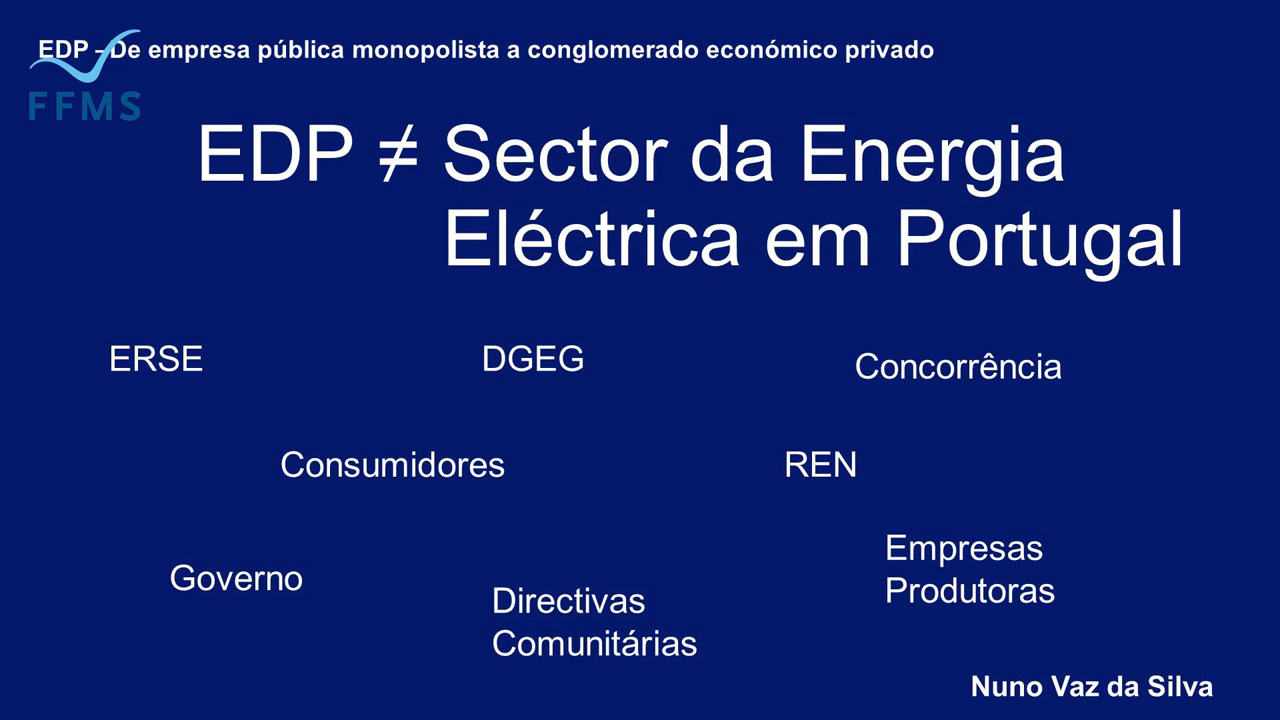 EDP – De empresa pública monopolista a conglomerado económico privado
FFMS
EDP ≠ Sector da Energia
Eléctrica em Portugal
ERSE
DGEG
Concorrência
Consumidores
REN
Governo
Directivas
Comunitárias
Empresas
Produtoras
Nuno Vaz da Silva